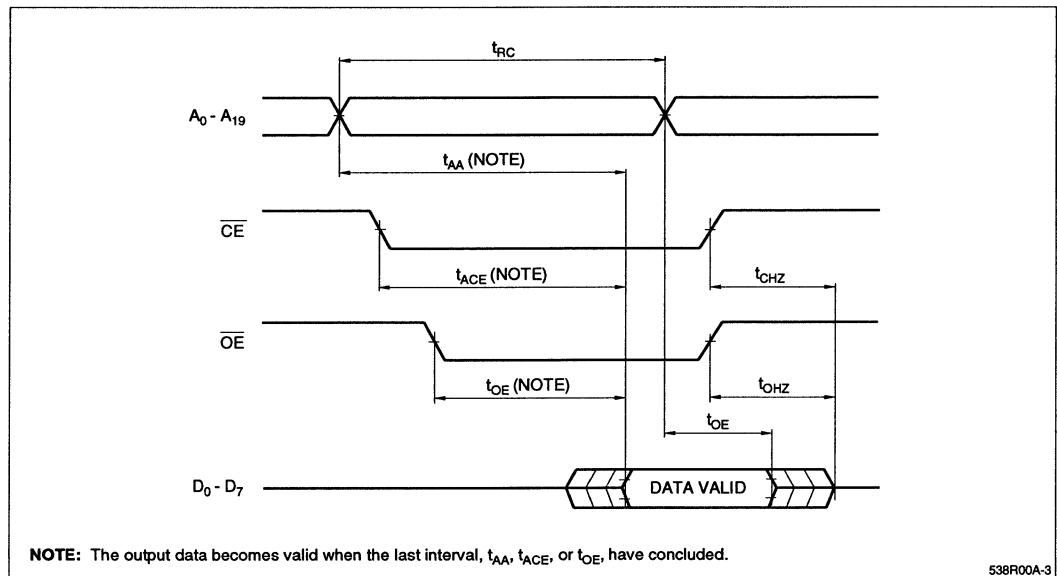 tRC
A0 - A19
tAA (NOTE)
CE
tACE (NOTE)
tCHZ
OE
tOE (NOTE)
tOHZ
tOE
D0 - D7
DATA VALID
NOTE: The output data becomes valid when the last interval, tAA, tACE, or tOE, have concluded.
538R00A-3